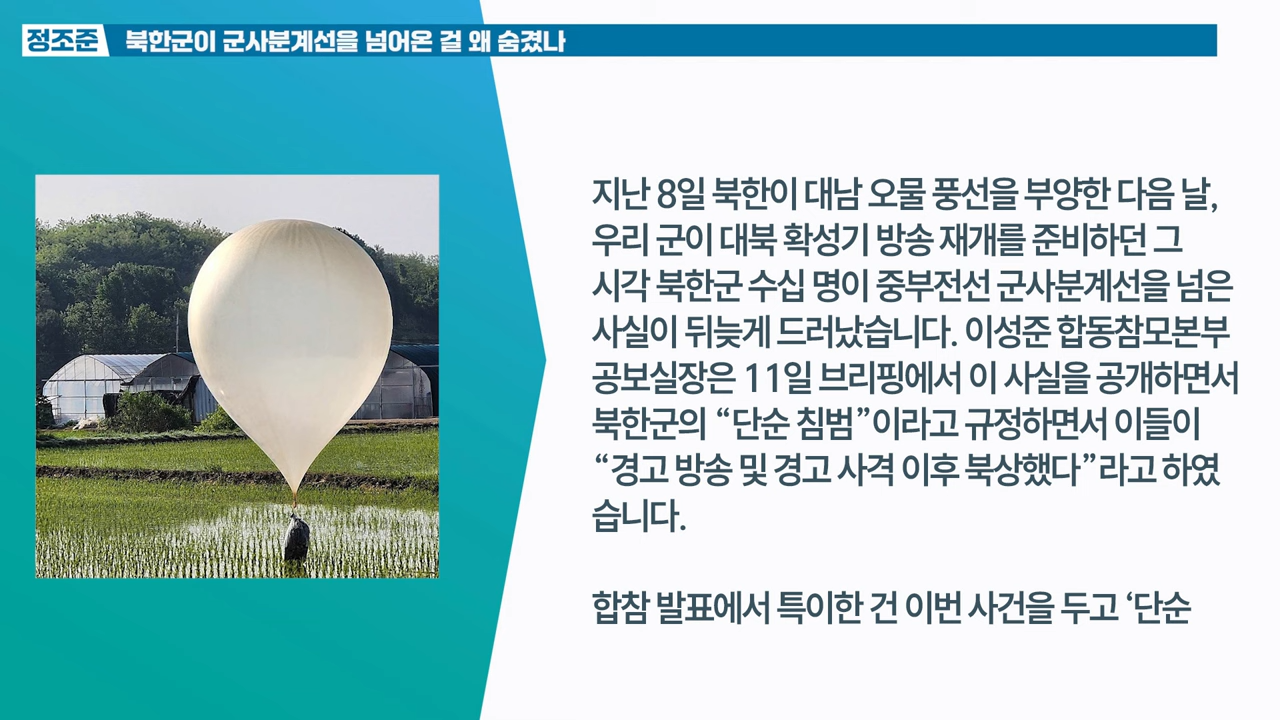 정조준 북한군이 군사분계선을 넘어온 걸 왜 숨겼나
지난 8일 북한이 대남 오물 풍선을 부양한 다음 날,
우리 군이 대북 확성기 방송 재개를 준비하던 그
시각 북한군 수십 명이 중부전선 군사분계선을 넘은
사실이 뒤늦게 드러났습니다. 이성준 합동참모본부
공보실장은 11일 브리핑에서 이 사실을 공개하면서
북한군의 “단순 침범”이라고 규정하면서 이들이
“경고 방송 및 경고 사격 이후 북상했다”라고 하였
습니다.
합참 발표에서 특이한 건 이번 사건을 두고 ‘단순